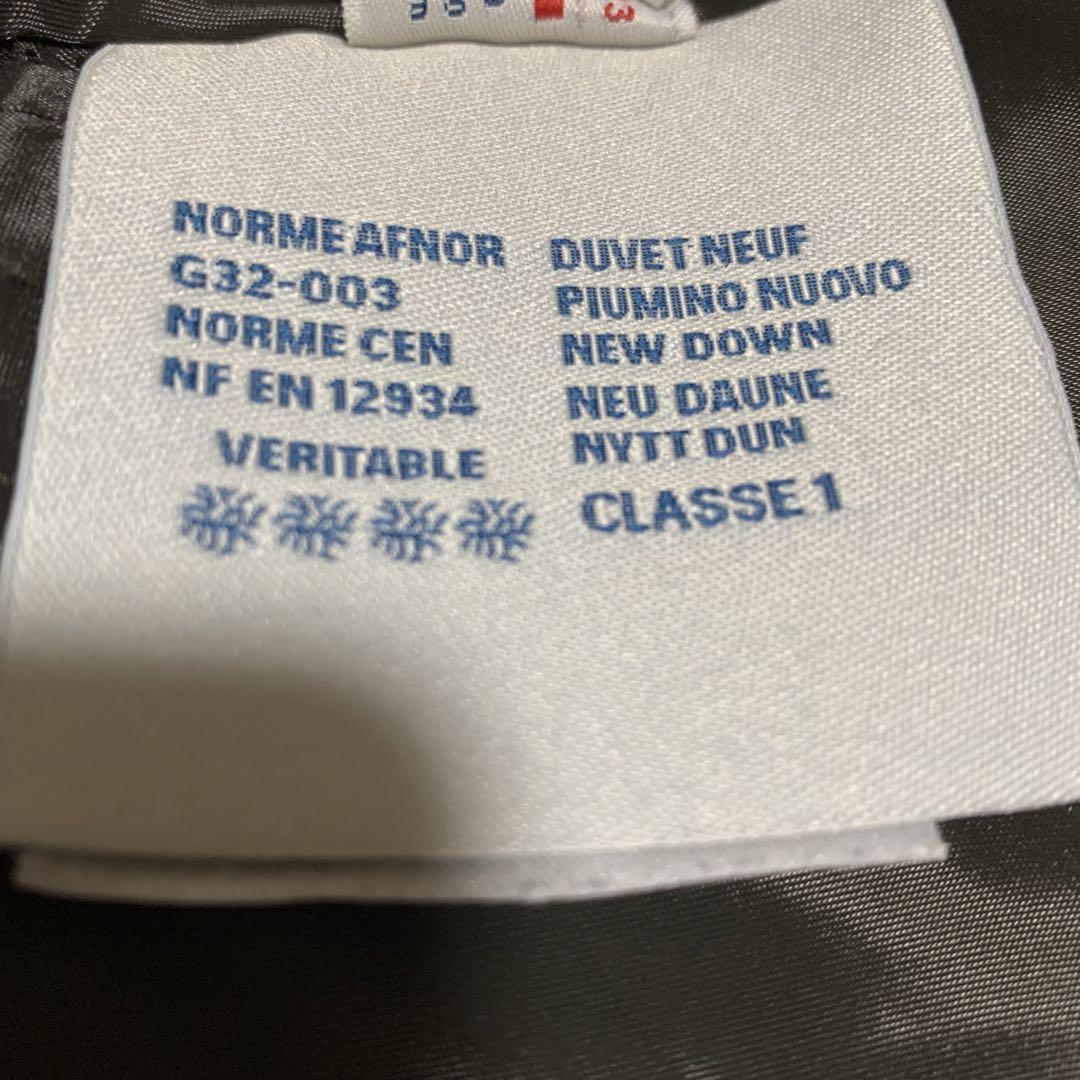 NORME AFNOR
G32-003
NORME CEN
NF EN 12934
VERITABLE
DUVET NEUF
PIUMINO NUOVO
NEW DOWN
NEU DAUNE
NYTT DUN
CLASSE 1
3